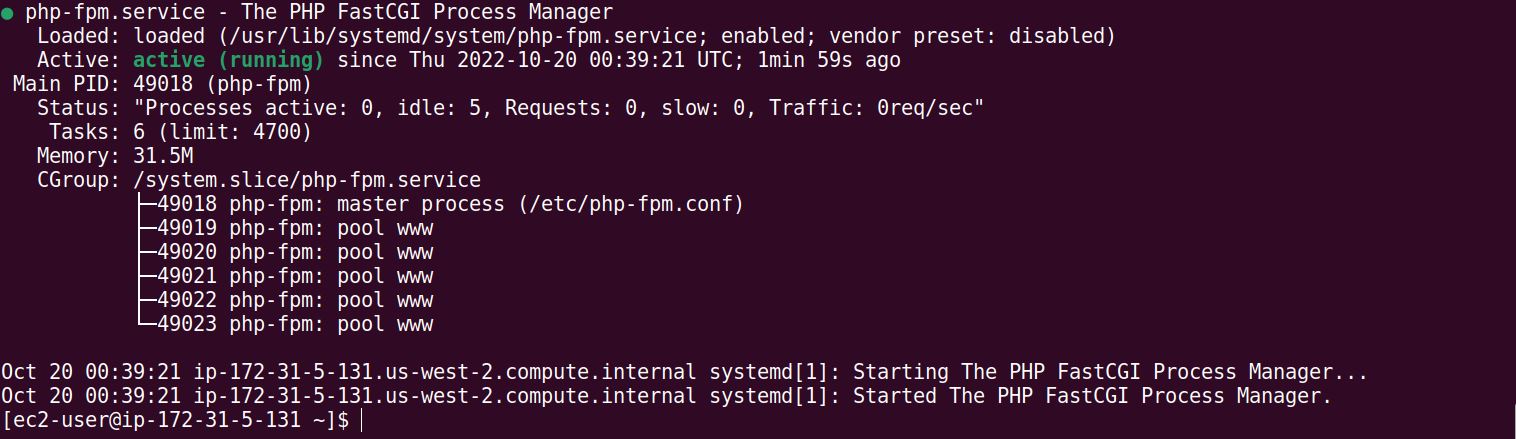 ● php-fpm.service - The PHP FastCGI Process Manager
   Loaded: loaded (/usr/lib/systemd/system/php-fpm.service; enabled; vendor preset: disabled)
   Active: active (running) since Thu 2022-10-20 00:39:21 UTC; 1min 59s ago
 Main PID: 49018 (php-fpm)
   Status: "Processes active: 0, idle: 5, Requests: 0, slow: 0, Traffic: 0req/sec"
    Tasks: 6 (limit: 4700)
   Memory: 31.5M
   CGroup: /system.slice/php-fpm.service
           ├─49018 php-fpm: master process (/etc/php-fpm.conf)
           ├─49019 php-fpm: pool www
           ├─49020 php-fpm: pool www
           ├─49021 php-fpm: pool www
           ├─49022 php-fpm: pool www
           └─49023 php-fpm: pool www

Oct 20 00:39:21 ip-172-31-5-131.us-west-2.compute.internal systemd[1]: Starting The PHP FastCGI Process Manager...
Oct 20 00:39:21 ip-172-31-5-131.us-west-2.compute.internal systemd[1]: Started The PHP FastCGI Process Manager.
[ec2-user@ip-172-31-5-131 ~]$